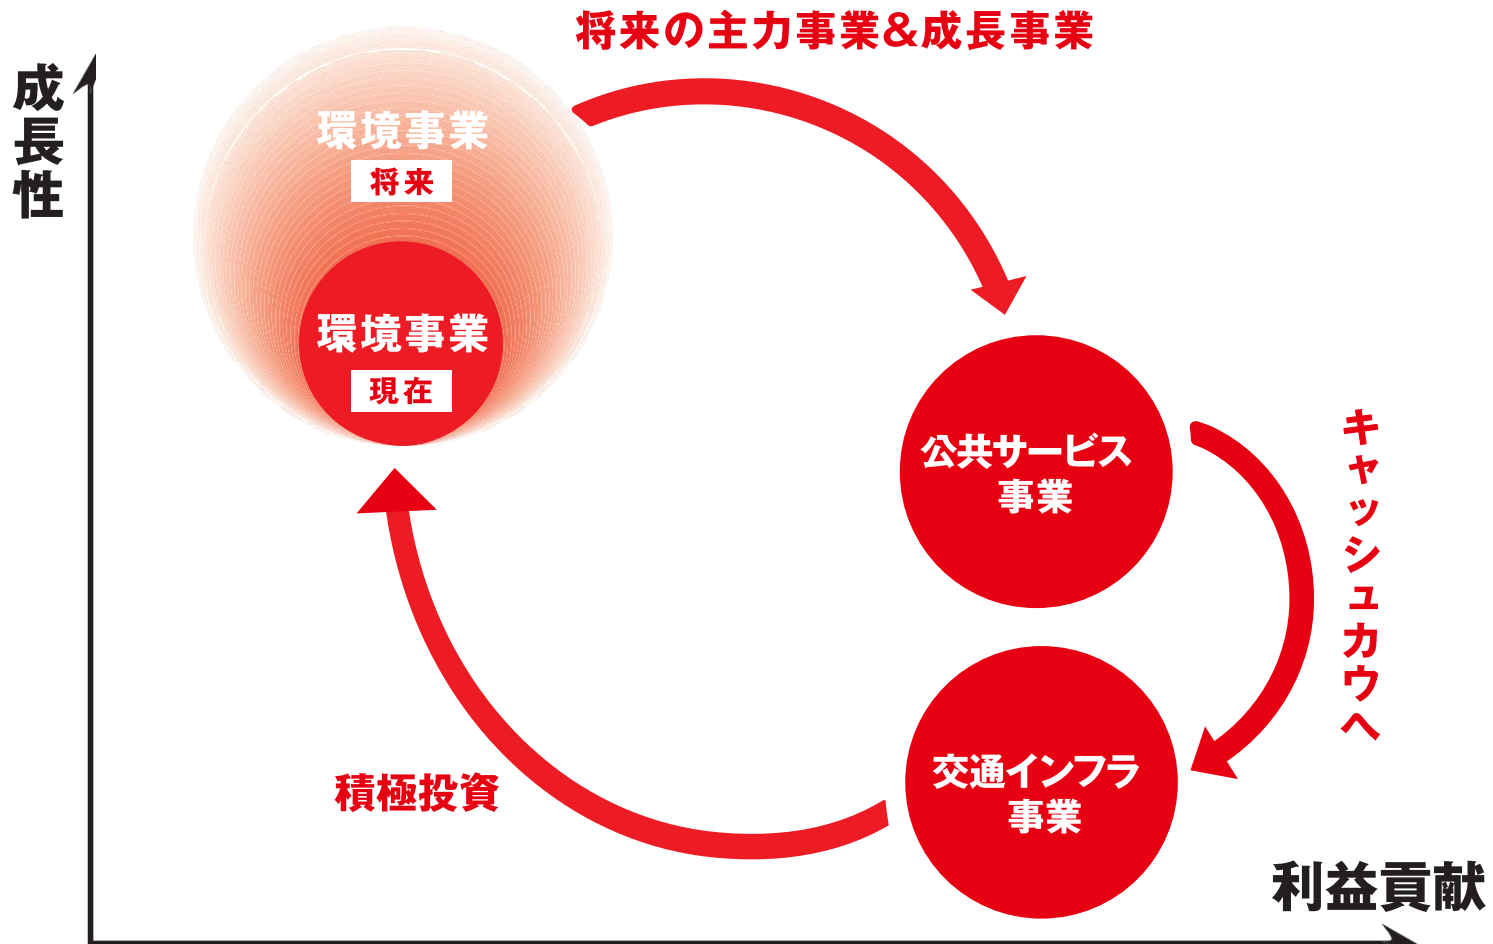 将来の主力事業&成長事業
成長性
環境事業
将来
環境事業
現在
公共サービス
事業
キャッシュカウへ
交通インフラ
事業
積極投資
利益貢献